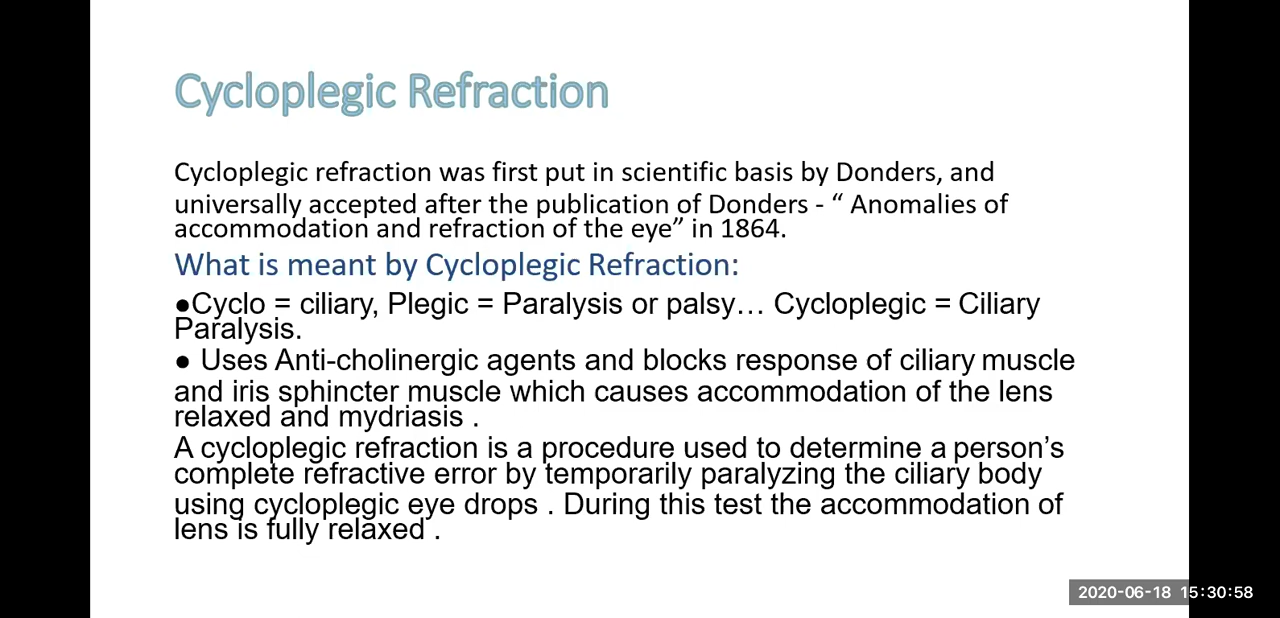 Cycloplegic Refraction
Cycloplegic refraction was first put in scientific basis by Donders, and
universally accepted after the publication of Donders - “ Anomalies of
accommodation and refraction of the eye” in 1864.
What is meant by Cycloplegic Refraction:
●Cyclo = ciliary, Plegic = Paralysis or palsy… Cycloplegic = Ciliary
Paralysis.
● Uses Anti-cholinergic agents and blocks response of ciliary muscle
and iris sphincter muscle which causes accommodation of the lens
relaxed and mydriasis .
A cycloplegic refraction is a procedure used to determine a person’s
complete refractive error by temporarily paralyzing the ciliary body
using cycloplegic eye drops . During this test the accommodation of
lens is fully relaxed .
2020-06-18 15:30:58